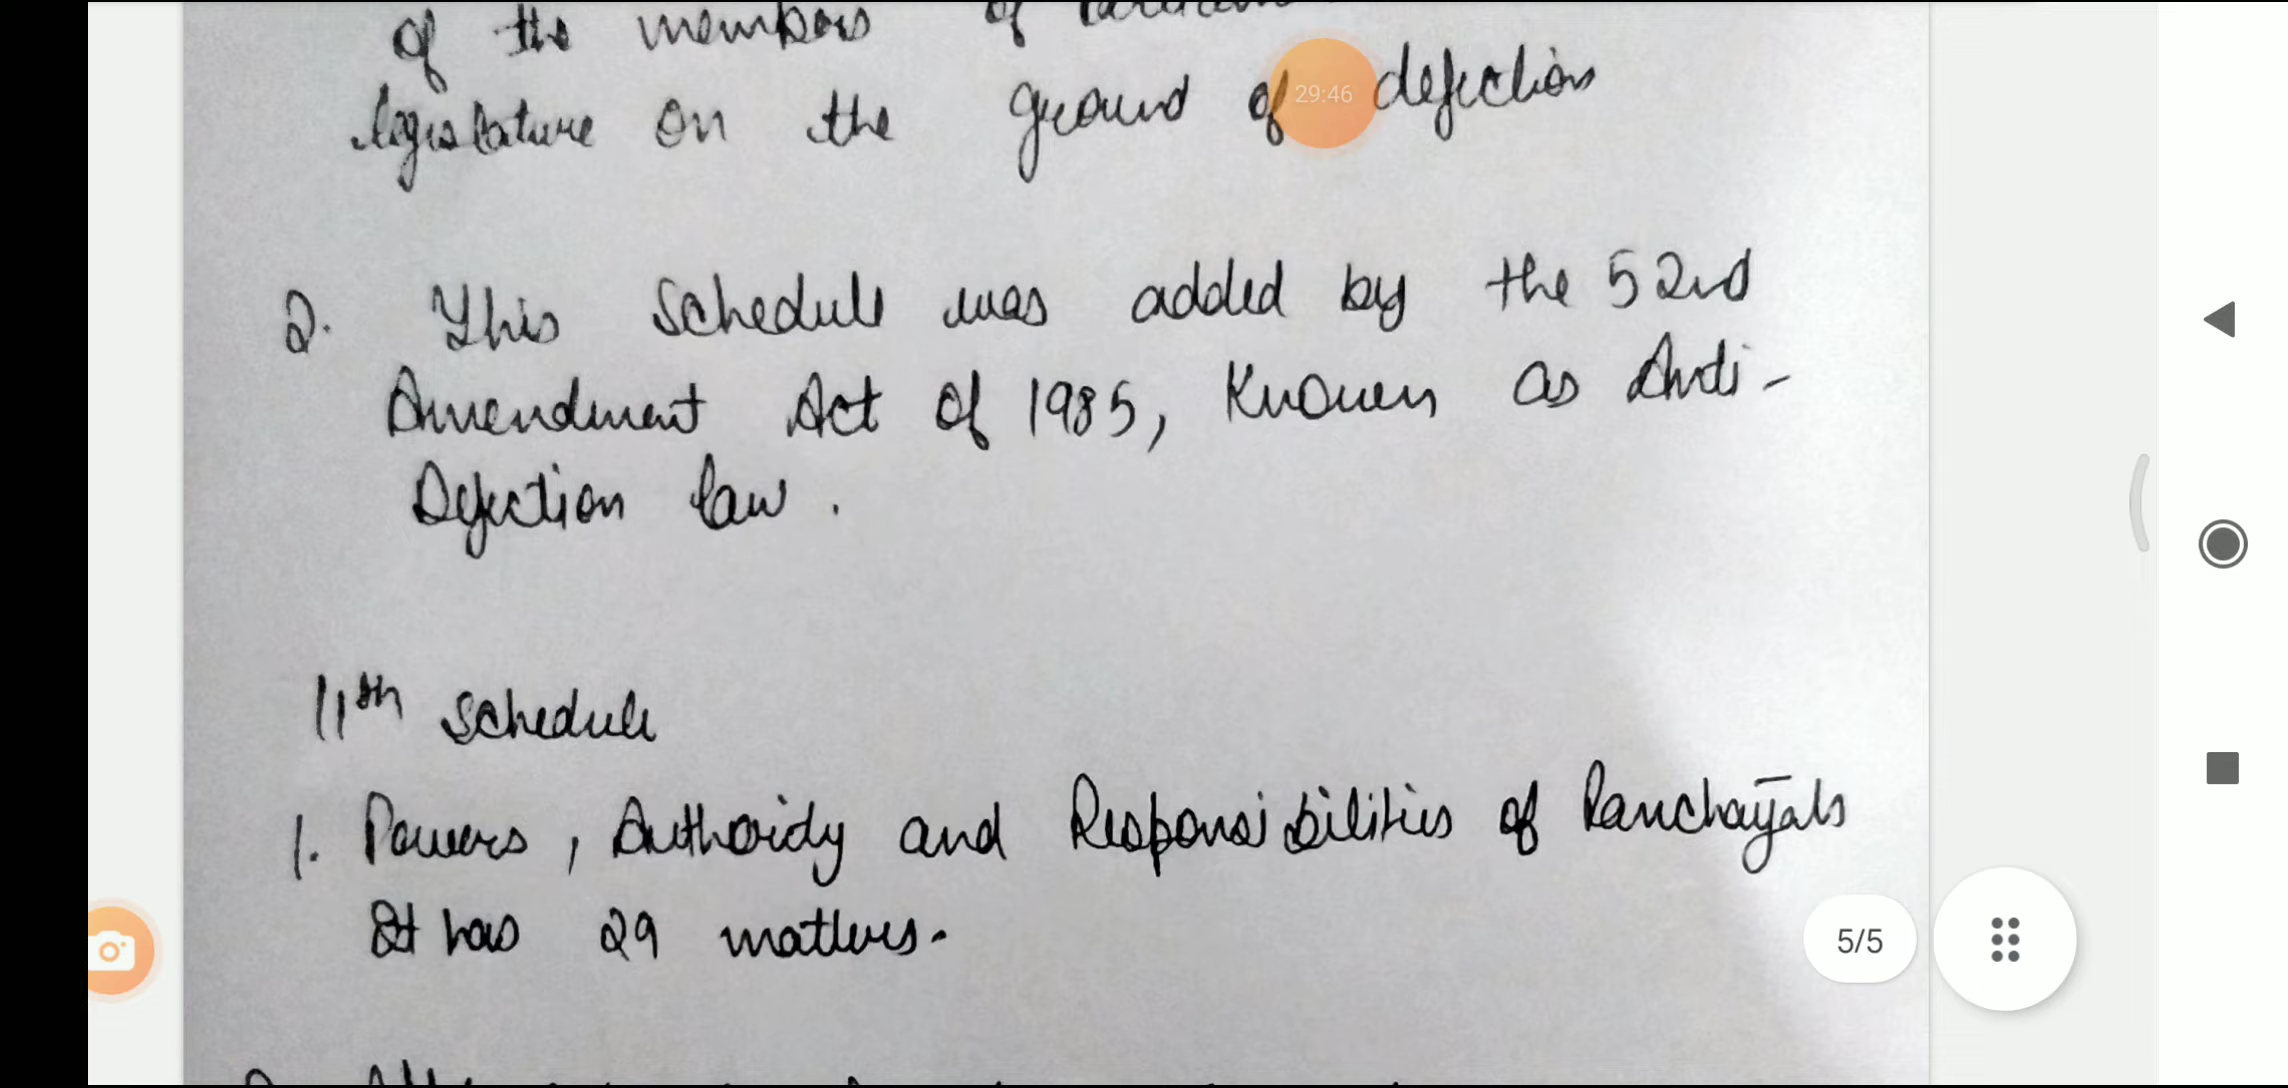 of the members of
legislature on the ground of defection
29:46
2. This Schedule was added by the 52nd
Amendment Act of 1985, Known as Anti-
Defection law.
11th schedule
1. Powers, Authority and Responsibilities of Panchayats
It has 29 matters.
5/5